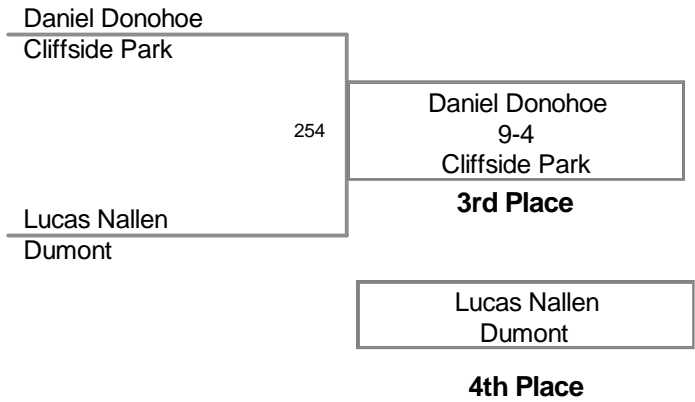 Daniel Donohoe
Cliffside Park
254
Daniel Donohoe
9-4
Cliffside Park
3rd Place
Lucas Nallen
Dumont
Lucas Nallen
Dumont
4th Place